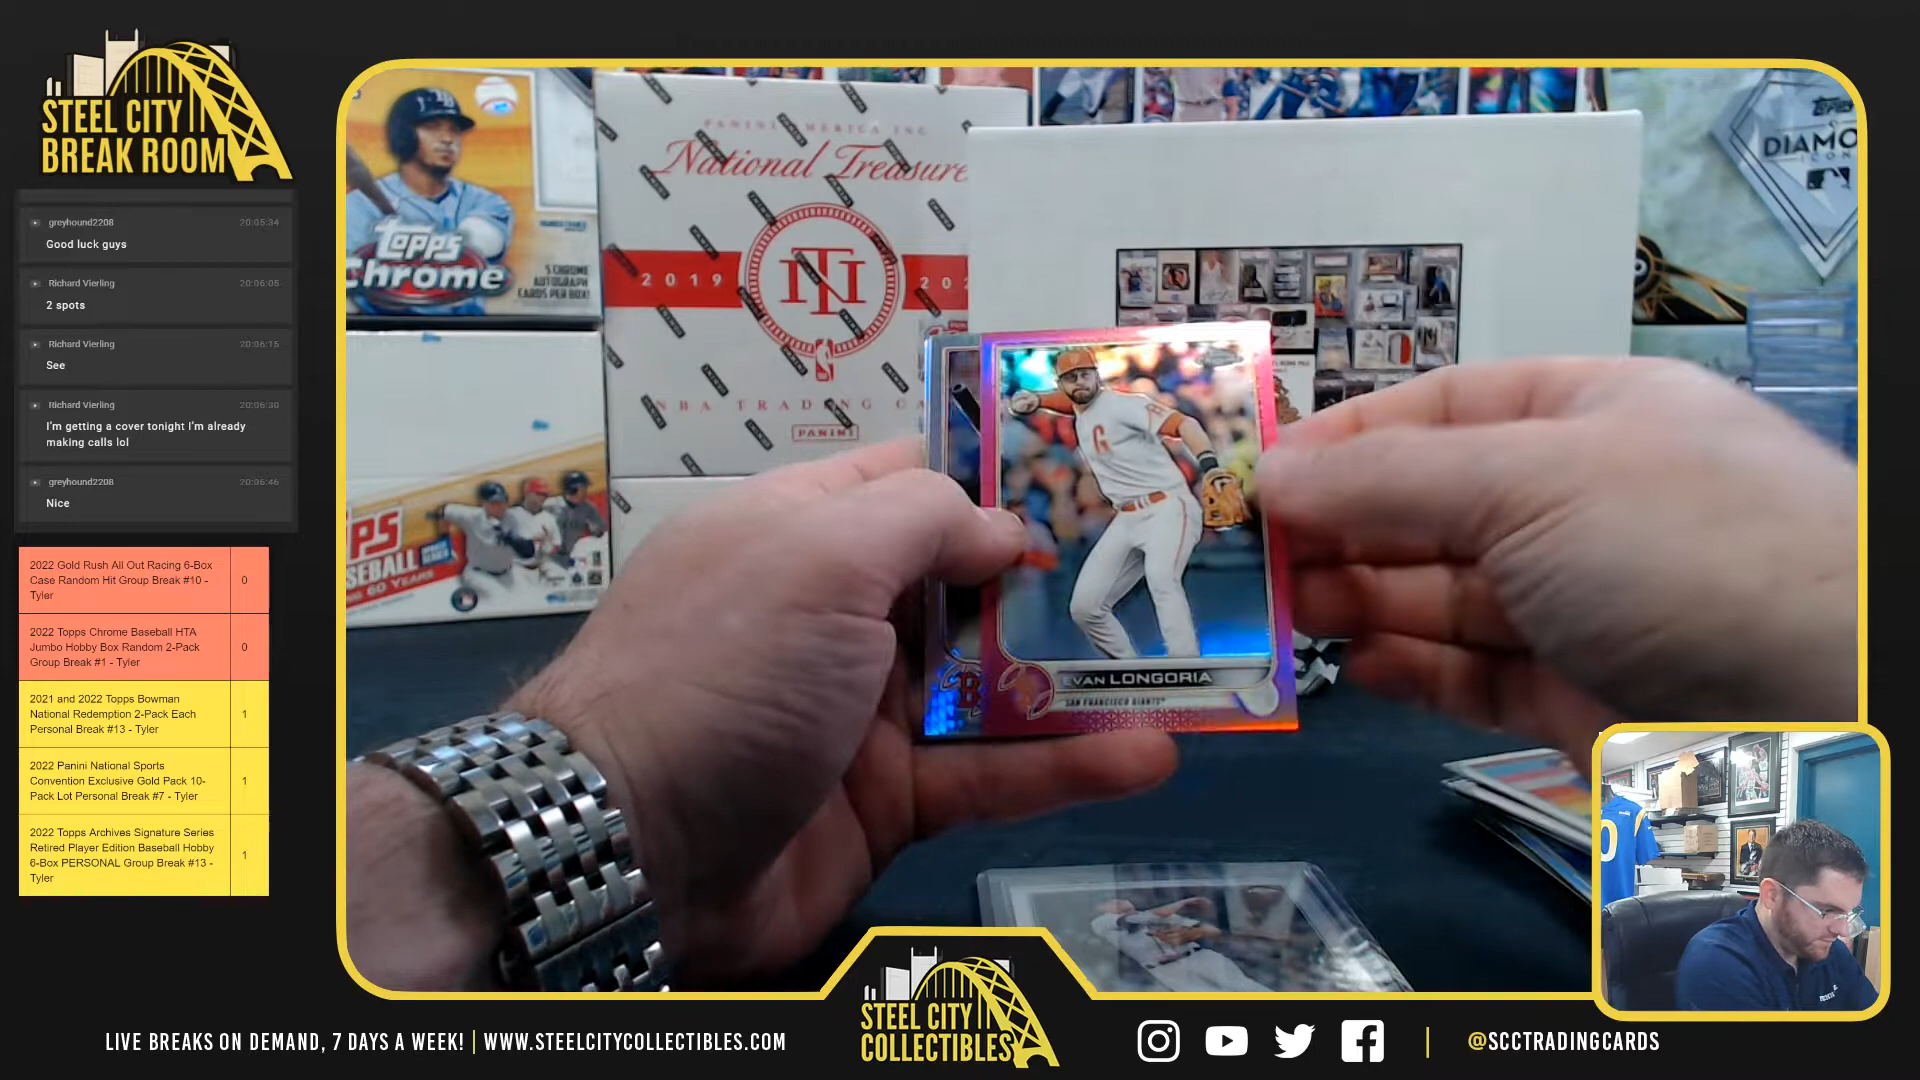 STEEL CITY
BREAK ROOM
greyhound2208 20:05:34
Good luck guys
Richard Vierling 20:06:05
2 spots
Richard Vierling 20:06:15
See
Richard Vierling 20:06:30
I'm getting a cover tonight I'm already
making calls lol
greyhound2208 20:06:46
Nice
2022 Gold Rush All Out Racing 6-Box
Case Random Hit Group Break #10 - 0
Tyler
2022 Topps Chrome Baseball HTA
Jumbo Hobby Box Random 2-Pack 0
Group Break #1 - Tyler
2021 and 2022 Topps Bowman
National Redemption 2-Pack Each 1
Personal Break #13 - Tyler
2022 Panini National Sports
Convention Exclusive Gold Pack 10- 1
Pack Lot Personal Break #7 - Tyler
2022 Topps Archives Signature Series
Retired Player Edition Baseball Hobby
6-Box PERSONAL Group Break #13 - 1
Tyler
Topps
Chrome
5 CHROME
AUTOGRAPH
CARDS PER BOX!
PANINI AMERICA INC
National Treasure
2019 NT 202
NBA TRADING CA
PANINI
PS
SEBALL
60 YEARS
Topps
DIAMO
ICON
G
EVAN LONGORIA
SAN FRANCISCO GIANTS
B
0
STEEL CITY
COLLECTIBLES
LIVE BREAKS ON DEMAND, 7 DAYS A WEEK! | WWW.STEELCITYCOLLECTIBLES.COM
| @SCCTRADINGCARDS